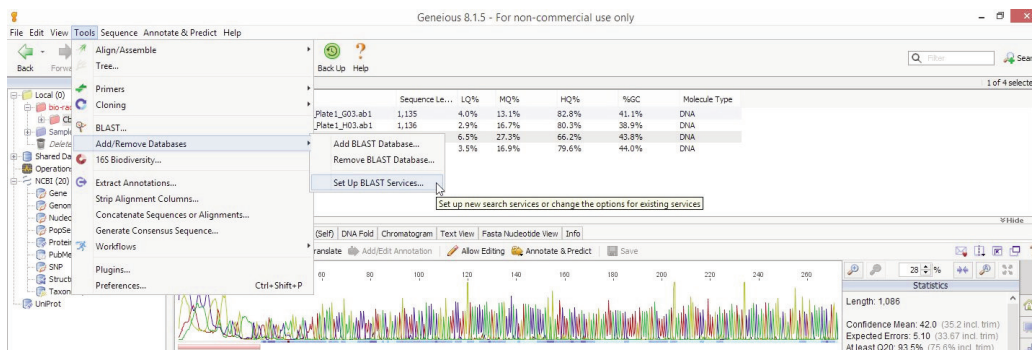 Geneious 8.1.5 - For non-commercial use only
File Edit View Tools Sequence Annotate & Predict Help
Back
Forwa
Align/Assemble
Tree...
Primers
Cloning
BLAST...
Add/Remove Databases
16S Biodiversity...
Extract Annotations...
Strip Alignment Columns...
Concatenate Sequences or Alignments...
Generate Consensus Sequence...
Workflows
Plugins...
Preferences... Ctrl+Shift+P
Add BLAST Database...
Remove BLAST Database...
Set Up BLAST Services...
Set up new search services or change the options for existing services
Back Up Help
Filter
Sear
1 of 4 selecte
Local (0)
bio-rad
Cb
Sample
Delete
Shared Da
Operation
NCBI (20)
Gene
Genom
Nucleo
PopSe
Protein
PubMe
SNP
Struct
Taxon
UniProt
Sequence Le... LQ% MQ% HQ% %GC Molecule Type
_Plate1_G03.ab1 1,135 4.0% 13.1% 82.8% 41.1% DNA
_Plate1_H03.ab1 1,136 2.9% 16.7% 80.3% 38.9% DNA
6.5% 27.3% 66.2% 43.8% DNA
3.5% 16.9% 79.6% 44.0% DNA
Hide
(Self) DNA Fold Chromatogram Text View Fasta Nucleotide View Info
ranslate Add/Edit Annotation Allow Editing Annotate & Predict Save
60 80 100 120 140 160 180 200 220 240 260
28 %
Statistics
Length: 1,086
Confidence Mean: 42.0 (35.2 incl. trim)
Expected Errors: 5.10 (33.67 incl. trim)
At least Q20: 93.5% (75.6% incl. trim)